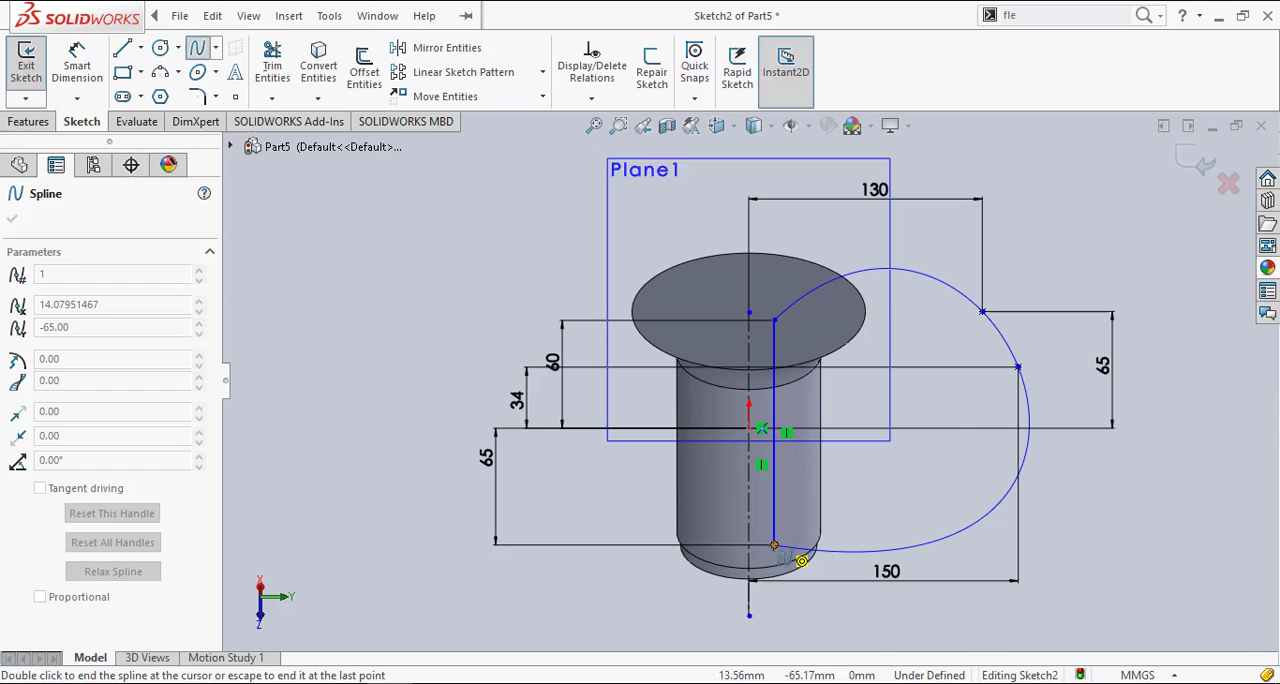 SOLIDWORKS File Edit View Insert Tools Window Help Sketch2 of Part5 * fle ?
Exit Sketch Smart Dimension Trim Entities Convert Entities Offset Entities Mirror Entities Linear Sketch Pattern Move Entities Display/Delete Relations Repair Sketch Quick Snaps Rapid Sketch Instant2D
Features Sketch Evaluate DimXpert SOLIDWORKS Add-Ins SOLIDWORKS MBD
Part5 (Default<<Default>...
Spline
Parameters
1
14.07951467
-65.00
0.00
0.00
0.00
0.00
0.00°
Tangent driving
Reset This Handle
Reset All Handles
Relax Spline
Proportional
Plane1
130
60
34
65
65
150
X
Y
Z
Model 3D Views Motion Study 1
Double click to end the spline at the cursor or escape to end it at the last point 13.56mm -65.17mm 0mm Under Defined Editing Sketch2 MMGS